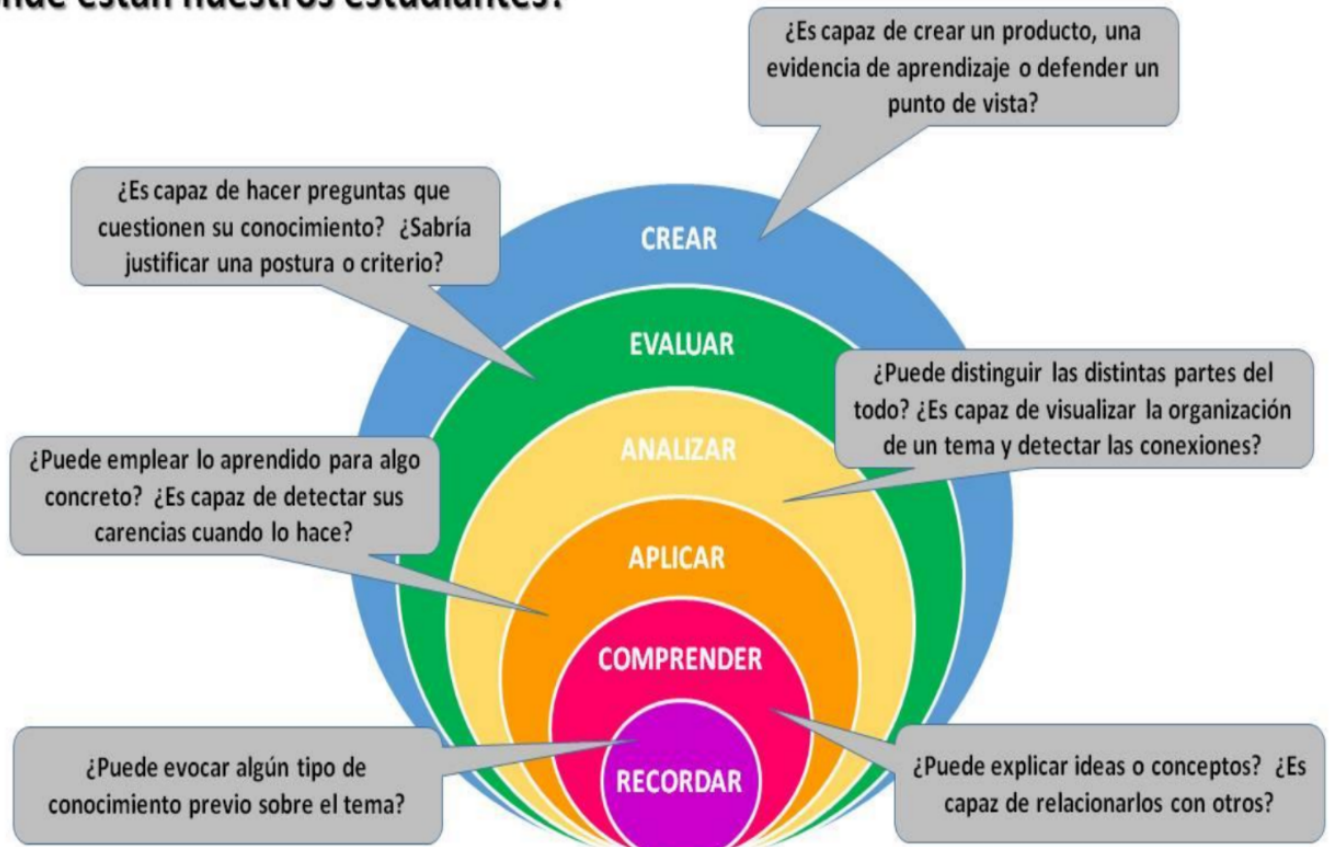 nde están nuestros estudiantes?
¿Es capaz de crear un producto, una
evidencia de aprendizaje o defender un
punto de vista?
¿Es capaz de hacer preguntas que
cuestionen su conocimiento? ¿Sabría
justificar una postura o criterio?
CREAR
EVALUAR
¿Puede distinguir las distintas partes del
todo? ¿Es capaz de visualizar la organización
de un tema y detectar las conexiones?
ANALIZAR
¿Puede emplear lo aprendido para algo
concreto? ¿Es capaz de detectar sus
carencias cuando lo hace?
APLICAR
COMPRENDER
¿Puede evocar algún tipo de
conocimiento previo sobre el tema?
RECORDAR
¿Puede explicar ideas o conceptos? ¿Es
capaz de relacionarlos con otros?